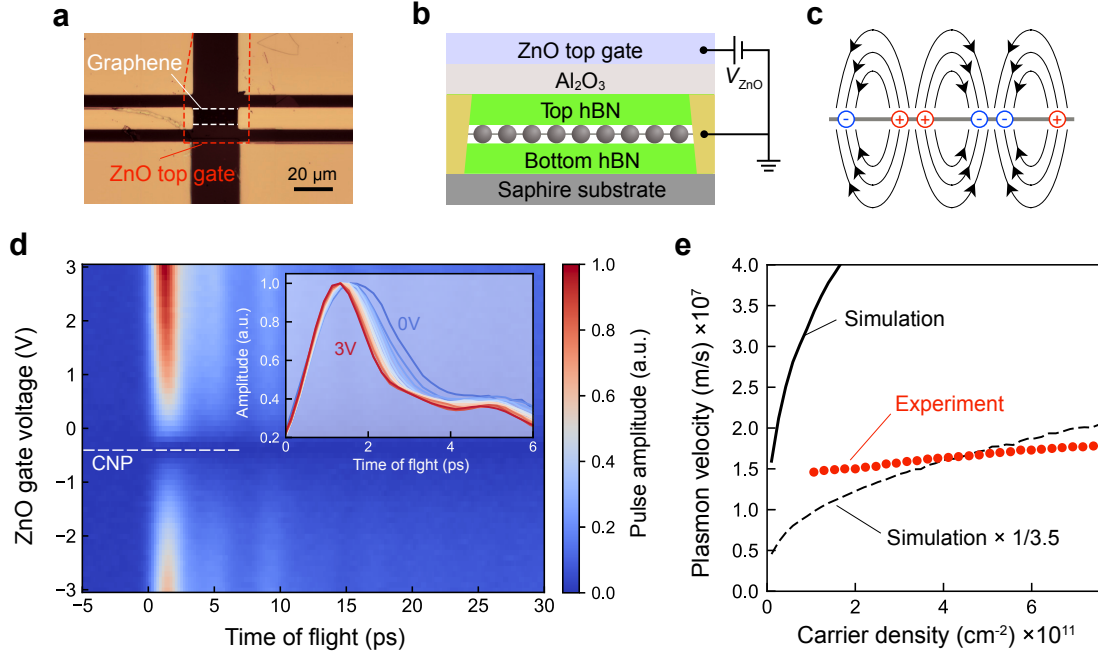 a
Graphene
ZnO top gate
20 µm
b
ZnO top gate
Al2O3
Top hBN
Bottom hBN
Saphire substrate
VZnO
c
- + + - - +
d
ZnO gate voltage (V)
3
2
1
0
−1
−2
−3
CNP
-5 0 5 10 15 20 25 30
Time of flight (ps)
Amplitude (a.u.)
1.0
0.8
0.6
0.4
0.2
0V
3V
0 2 4 6
Time of flght (ps)
1.0
0.8
0.6
0.4
0.2
0.0
Pulse amplitude (a.u.)
e
Plasmon velocity (m/s) ×10⁷
4.0
3.5
3.0
2.5
2.0
1.5
1.0
0.5
0
Simulation
Experiment
Simulation × 1/3.5
0 2 4 6
Carrier density (cm⁻²) ×10¹¹